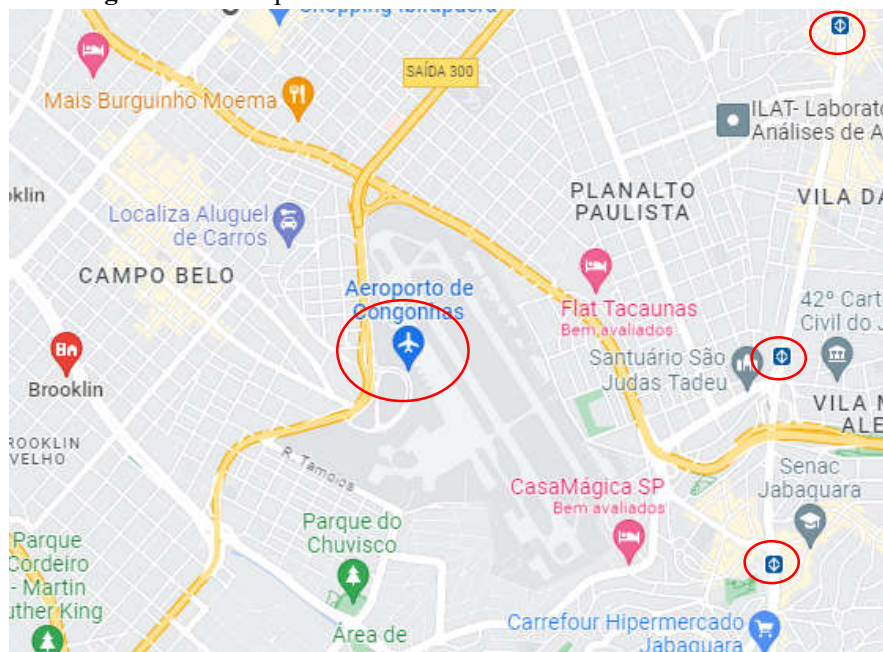 Shopping Ibirapuera
SAÍDA 300
Mais Burguinho Moema
ILAT- Laborató
Análises de A
PLANALTO
PAULISTA
VILA DA
oklin
Localiza Aluguel
de Carros
CAMPO BELO
Aeroporto de
Congonhas
Flat Tacaunas
Bem avaliados
42º Cart
Civil do J
Santuário São
Judas Tadeu
Brooklin
VILA M
ALE
ROOKLIN
VELHO
R. Tamoios
CasaMágica SP
Bem avaliados
Senac
Jabaquara
Parque do
Chuvisco
Parque
Cordeiro
- Martin
uther King
Área de
Carrefour Hipermercado
Jabaquara